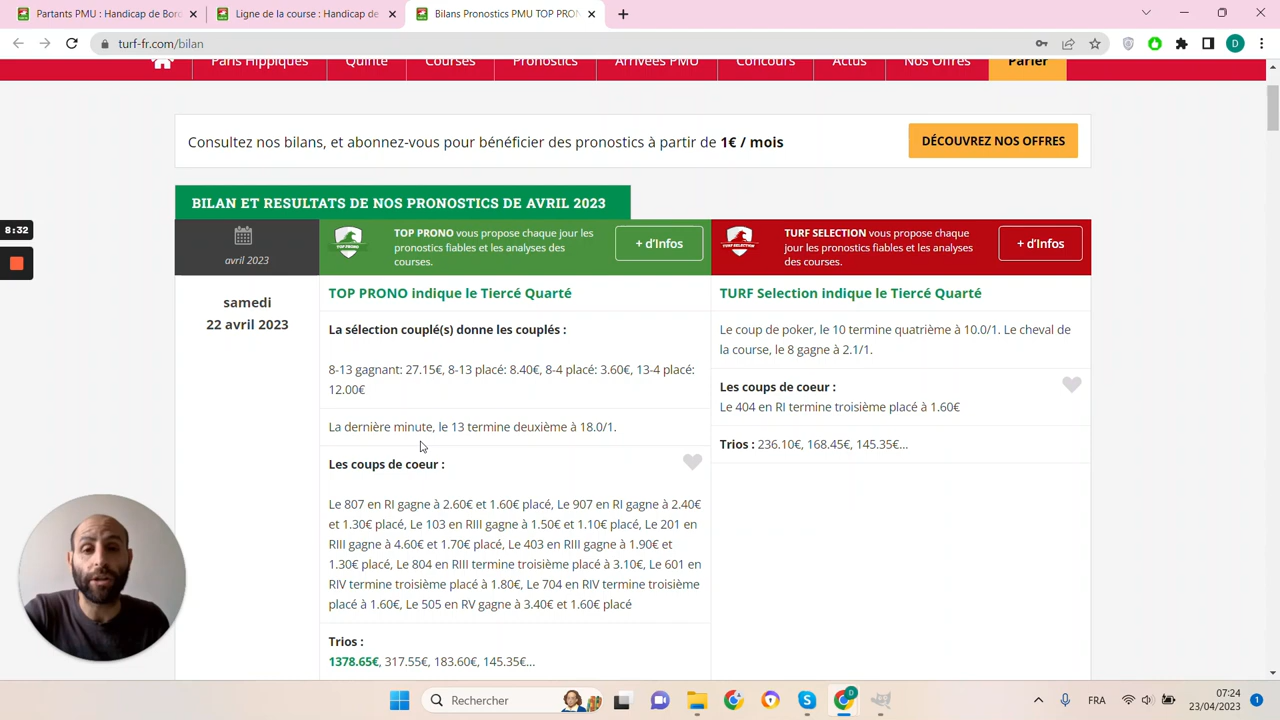 Partants PMU : Handicap de Bord
Ligne de la course : Handicap de
Bilans Pronostics PMU TOP PRON
turf-fr.com/bilan
D
Paris Hippiques
Quinté
Courses
Pronostics
Arrivées PMU
Concours
Actus
Nos Offres
Parier
Consultez nos bilans, et abonnez-vous pour bénéficier des pronostics à partir de 1€ / mois
DÉCOUVREZ NOS OFFRES
BILAN ET RESULTATS DE NOS PRONOSTICS DE AVRIL 2023
8:32
avril 2023
TOP PRONO
TOP PRONO vous propose chaque jour les
pronostics fiables et les analyses des
courses.
+ d'Infos
TURF SELECTION
TURF SELECTION vous propose chaque
jour les pronostics fiables et les analyses
des courses.
+ d'Infos
samedi
22 avril 2023
TOP PRONO indique le Tiercé Quarté
La sélection couplé(s) donne les couplés :
8-13 gagnant: 27.15€, 8-13 placé: 8.40€, 8-4 placé: 3.60€, 13-4 placé:
12.00€
La dernière minute, le 13 termine deuxième à 18.0/1.
Les coups de coeur :
Le 807 en RI gagne à 2.60€ et 1.60€ placé, Le 907 en RI gagne à 2.40€
et 1.30€ placé, Le 103 en RIII gagne à 1.50€ et 1.10€ placé, Le 201 en
RIII gagne à 4.60€ et 1.70€ placé, Le 403 en RIII gagne à 1.90€ et
1.30€ placé, Le 804 en RIII termine troisième placé à 3.10€, Le 601 en
RIV termine troisième placé à 1.80€, Le 704 en RIV termine troisième
placé à 1.60€, Le 505 en RV gagne à 3.40€ et 1.60€ placé
Trios :
1378.65€, 317.55€, 183.60€, 145.35€...
TURF Selection indique le Tiercé Quarté
Le coup de poker, le 10 termine quatrième à 10.0/1. Le cheval de
la course, le 8 gagne à 2.1/1.
Les coups de coeur :
Le 404 en RI termine troisième placé à 1.60€
Trios : 236.10€, 168.45€, 145.35€...
Rechercher
D
FRA
07:24
23/04/2023
1